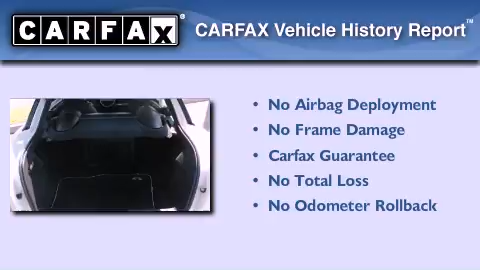 CARFAX®
CARFAX Vehicle History Report™
• No Airbag Deployment
• No Frame Damage
• Carfax Guarantee
• No Total Loss
• No Odometer Rollback